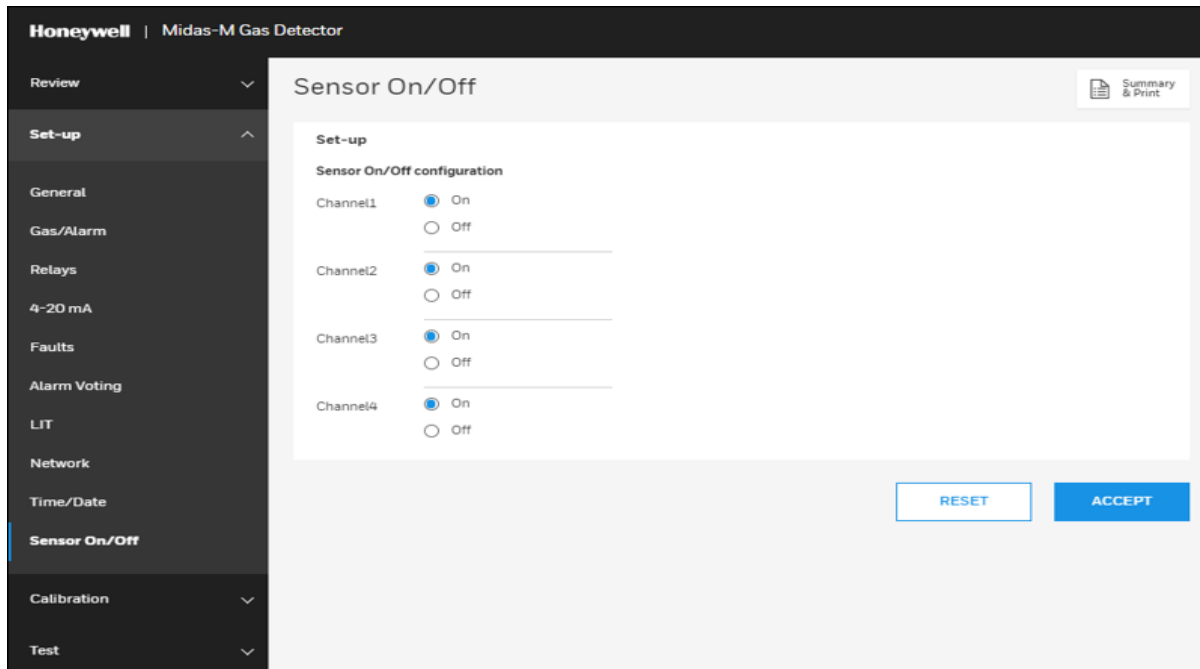 Honeywell | Midas-M Gas Detector
Review
Set-up
General
Gas/Alarm
Relays
4-20 mA
Faults
Alarm Voting
LIT
Network
Time/Date
Sensor On/Off
Calibration
Test
Sensor On/Off
Summary
& Print
Set-up
Sensor On/Off configuration
Channel1
On
Off
Channel2
On
Off
Channel3
On
Off
Channel4
On
Off
RESET
ACCEPT